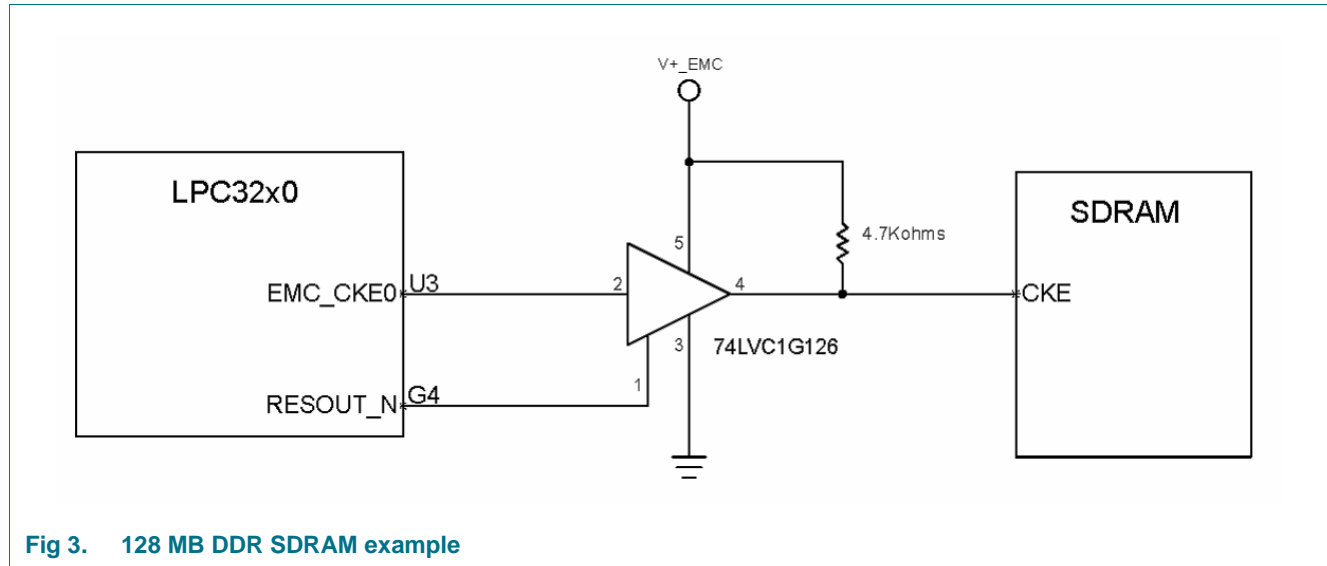 V+_EMC
LPC32x0
SDRAM
5
4.7Kohms
EMC_CKE0 U3
2
4
CKE
3
74LVC1G126
1
RESOUT_N G4
Fig 3. 128 MB DDR SDRAM example